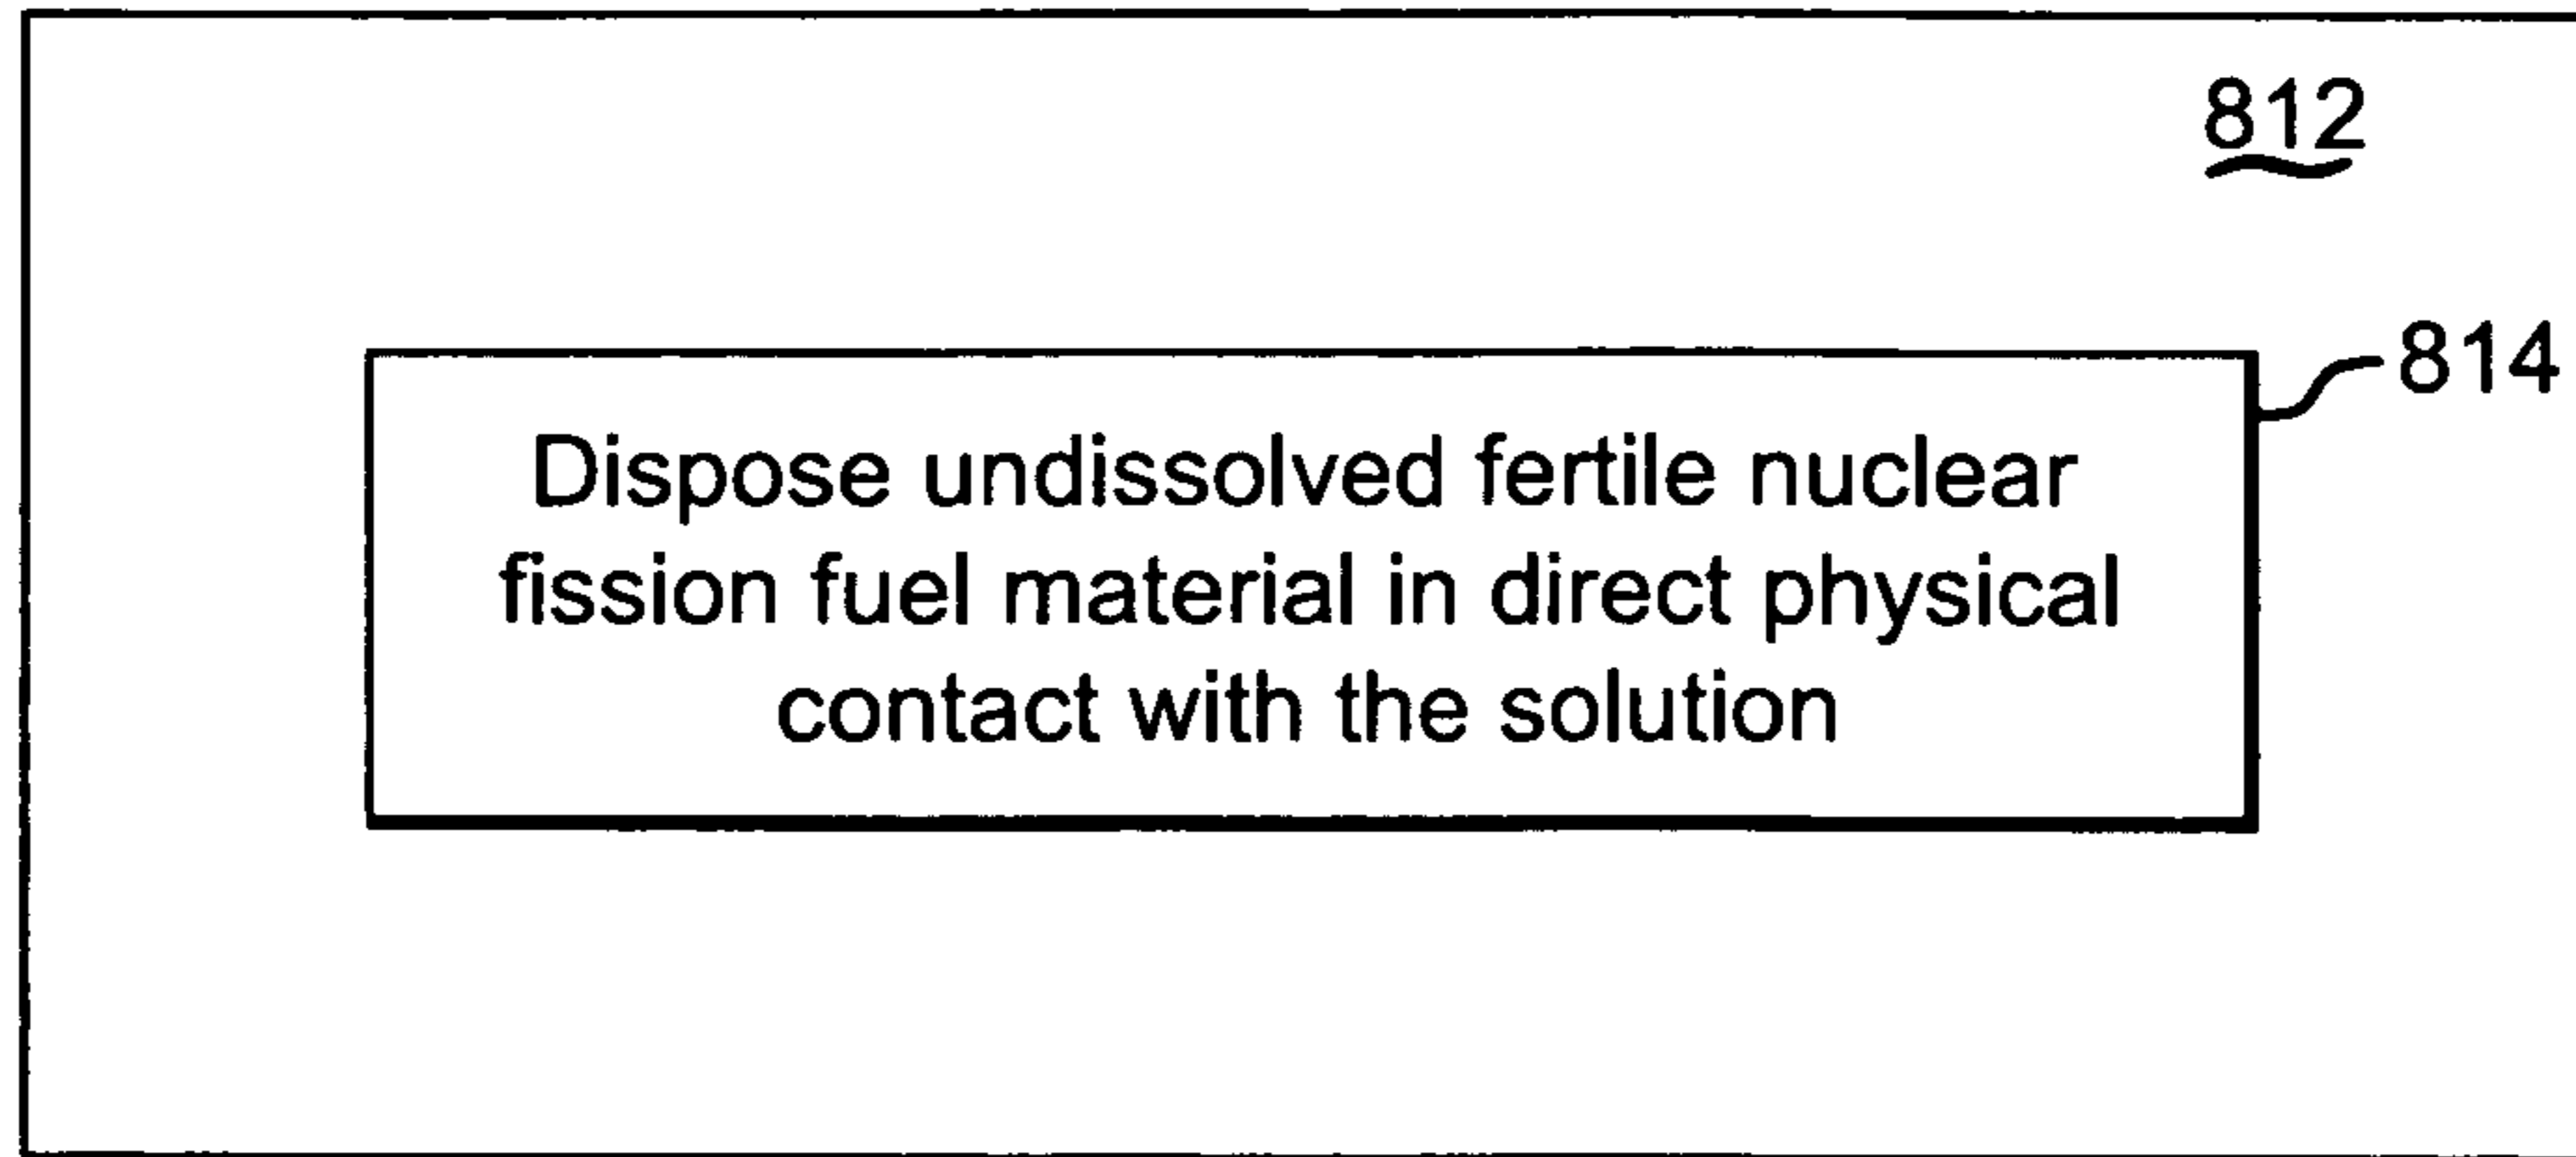 812
814
Dispose undissolved fertile nuclear
fission fuel material in direct physical
contact with the solution